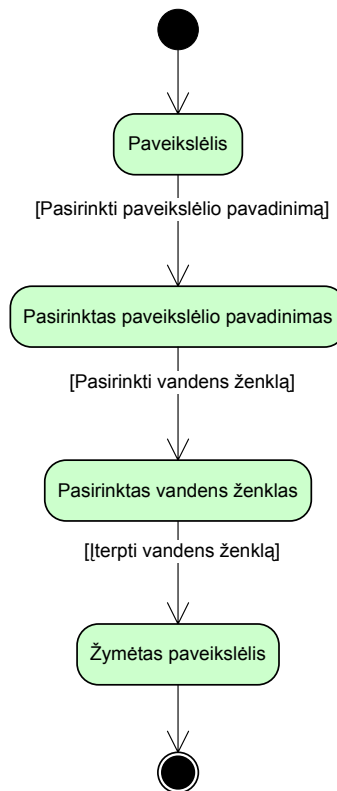 Paveikslėlis
[Pasirinkti paveikslėlio pavadinimą]
Pasirinktas paveikslėlio pavadinimas
[Pasirinkti vandens ženklą]
Pasirinktas vandens ženklas
[Įterpti vandens ženklą]
Žymėtas paveikslėlis